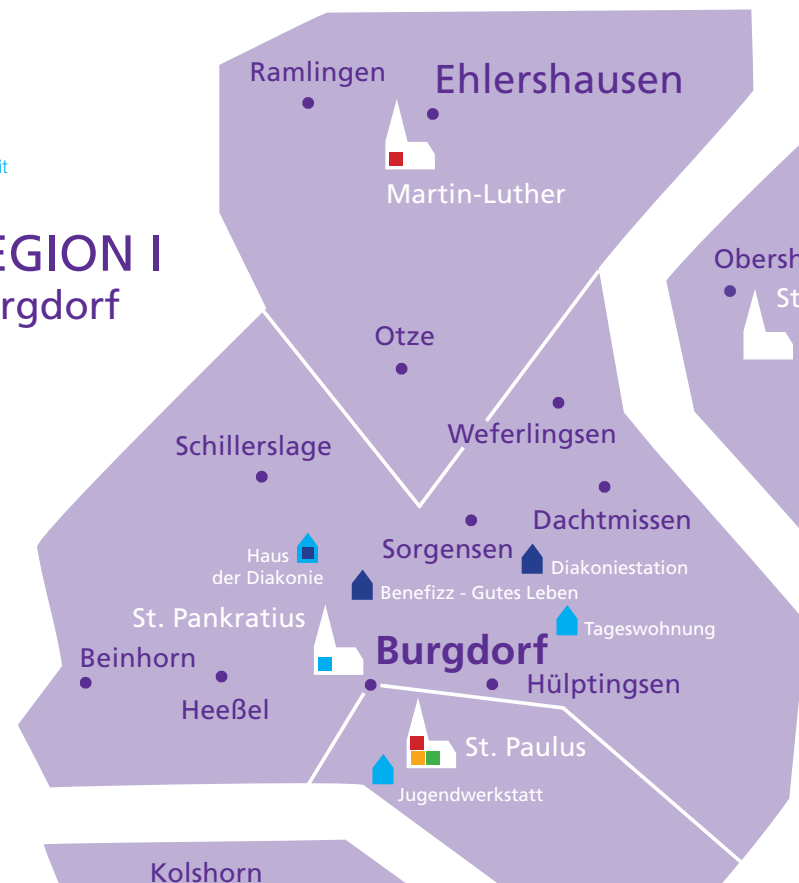 Ramlingen
Ehlershausen
it
Martin-Luther
EGION I
rgdorf
Obersh
St
Otze
Weferlingsen
Schillerslage
Dachtmissen
Sorgensen
Haus
der Diakonie
Diakoniestation
Benefizz - Gutes Leben
St. Pankratius
Tageswohnung
Burgdorf
Beinhorn
Hülptingsen
Heeßel
St. Paulus
Jugendwerkstatt
Kolshorn